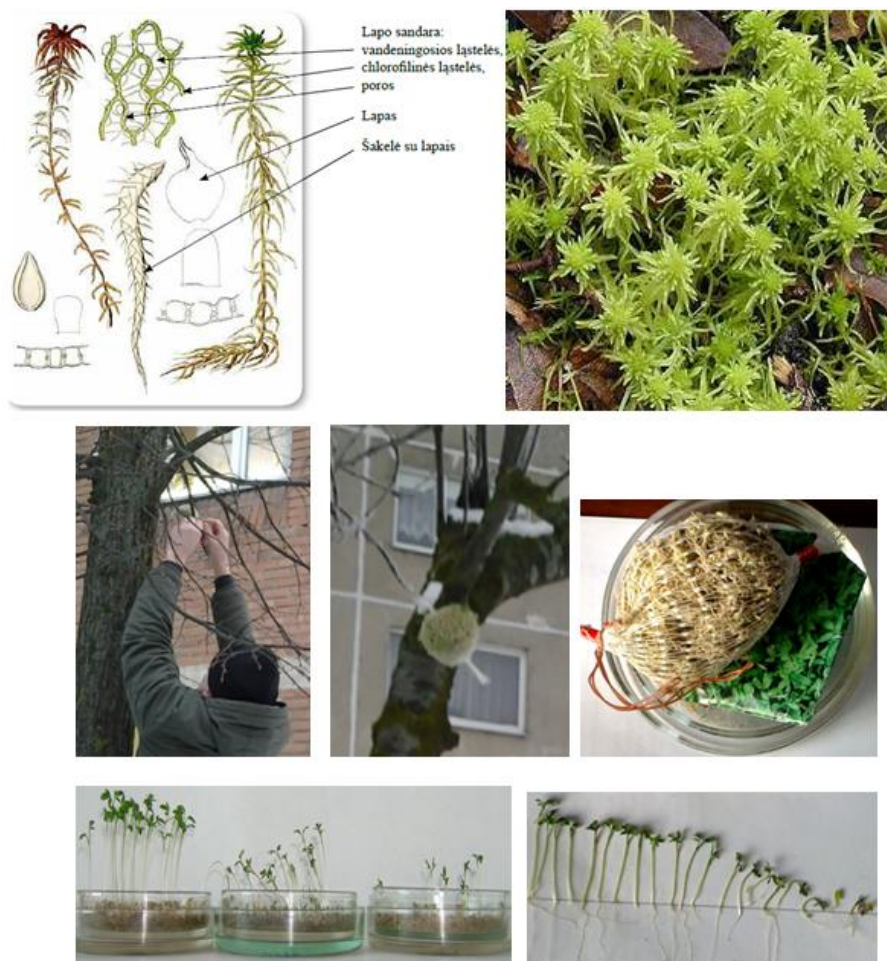 Lapo sandara:
vandeningosios ląstelės,
chlorofilinės ląstelės,
poros
Lapas
Šakelė su lapais